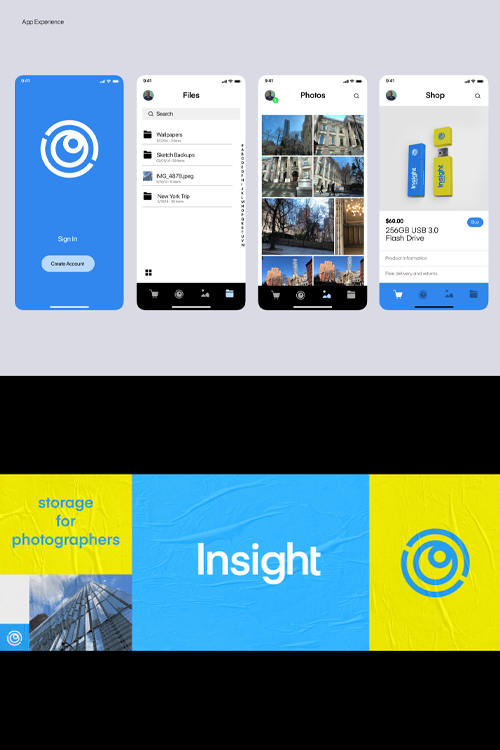 App Experience
9:41
Sign In
Create Account
9:41
Files
Search
Wallpapers
Sketch Backups
IMG_4878.jpeg
New York Trip
9:41
Photos
9:41
Shop
Insight
Insight
$60.00
Buy
256GB USB 3.0
Flash Drive
Product information
Free delivery and returns
storage
for
photographers
Insight